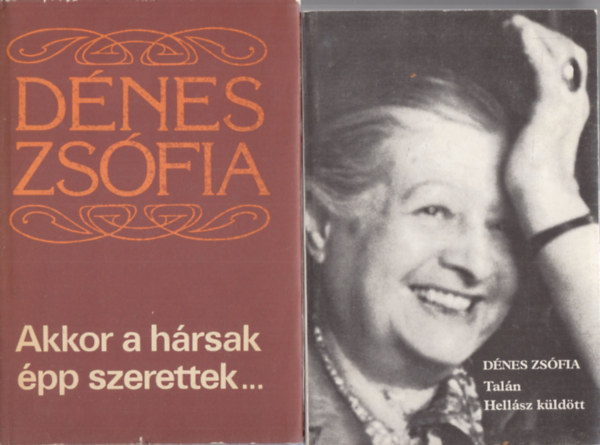 DÉNES
ZSÓFIA
Akkor a hársak
épp szerettek...
DÉNES ZSÓFIA
Talán
Hellász küldött